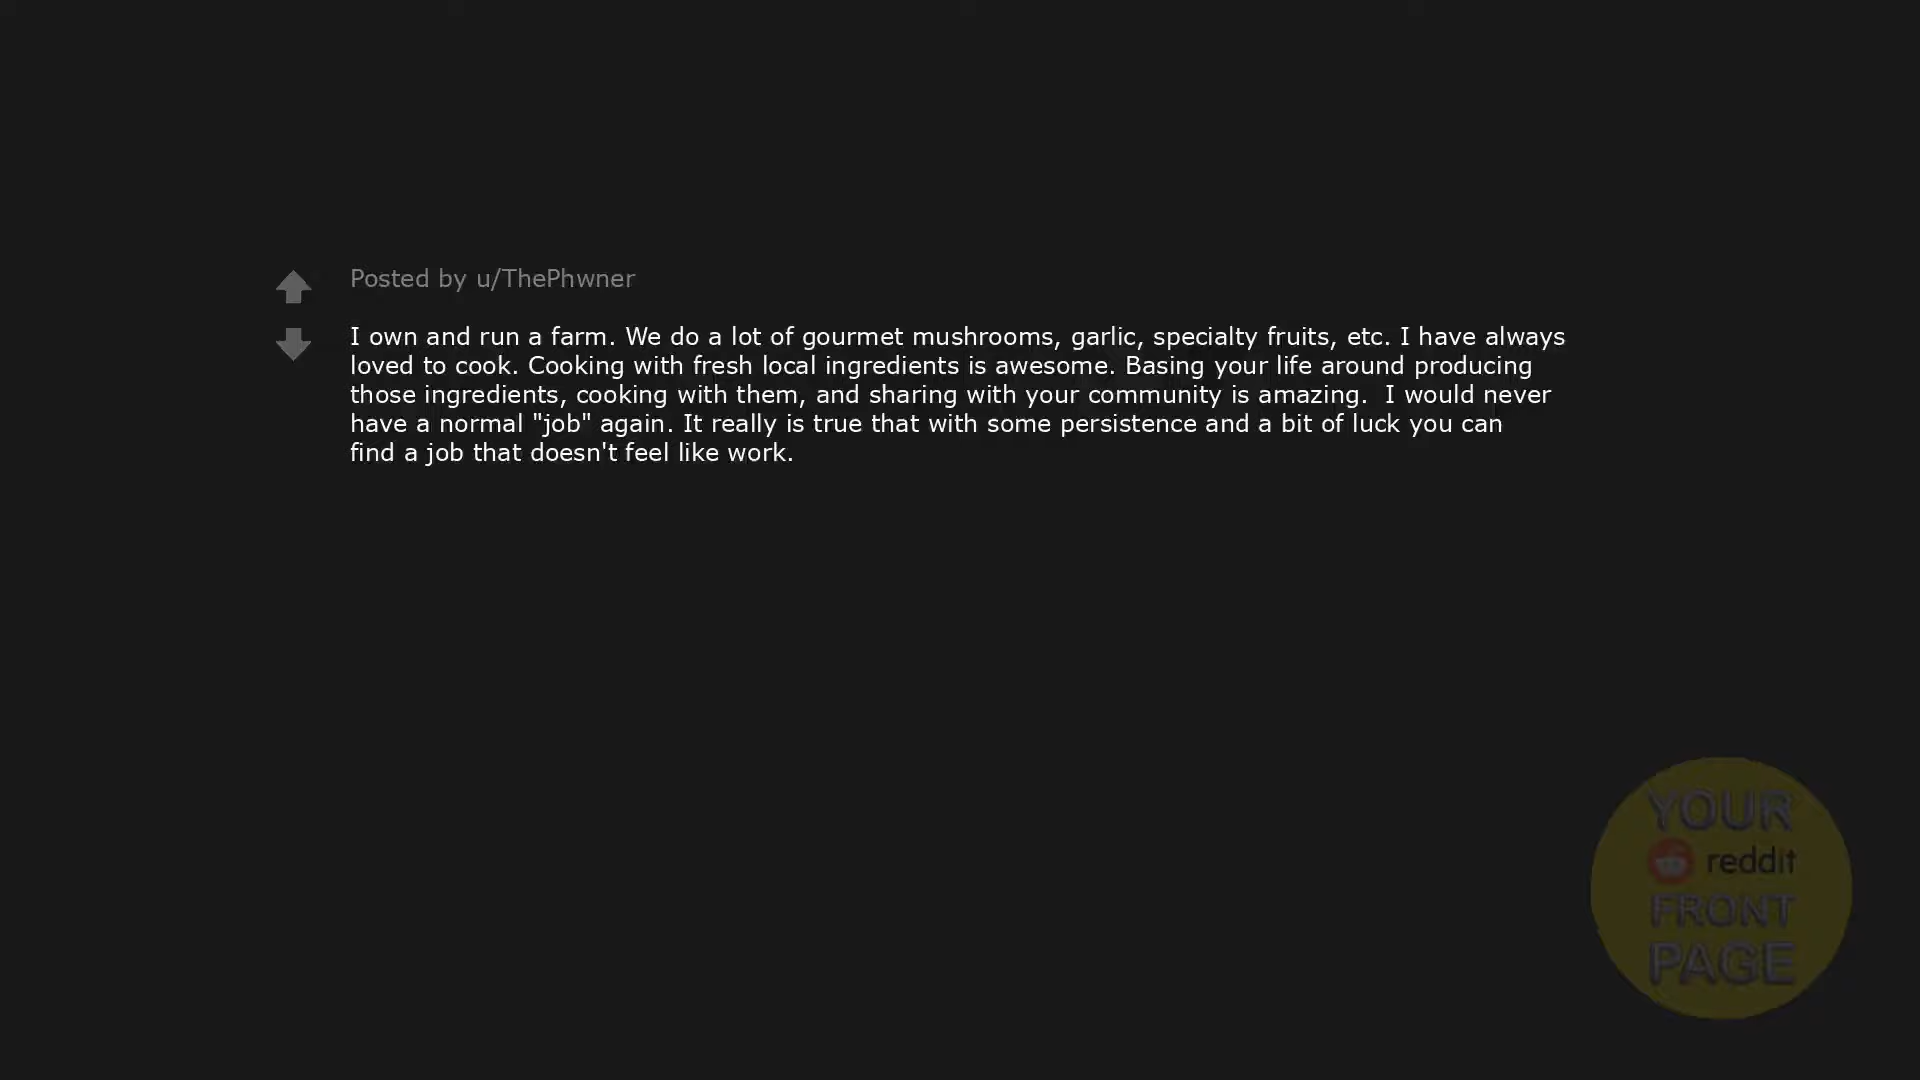 Posted by u/ThePhwner
I own and run a farm. We do a lot of gourmet mushrooms, garlic, specialty fruits, etc. I have always
loved to cook. Cooking with fresh local ingredients is awesome. Basing your life around producing
those ingredients, cooking with them, and sharing with your community is amazing.  I would never
have a normal "job" again. It really is true that with some persistence and a bit of luck you can
find a job that doesn't feel like work.
YOUR
reddit
FRONT
PAGE